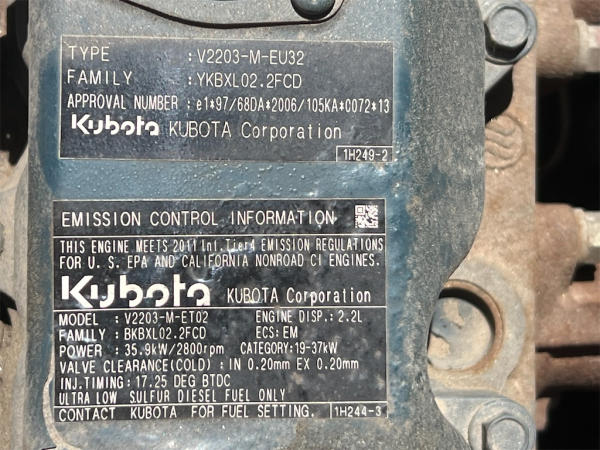 TYPE : V2203-M-EU32
FAMILY : YKBXL02.2FCD
APPROVAL NUMBER : e1*97/68DA*2006/105KA*0072*13
Kubota KUBOTA Corporation
1H249-2
EMISSION CONTROL INFORMATION
THIS ENGINE MEETS 2011 Int. Tier4 EMISSION REGULATIONS
FOR U. S. EPA AND CALIFORNIA NONROAD CI ENGINES.
Kubota KUBOTA Corporation
MODEL : V2203-M-ET02 ENGINE DISP.: 2.2L
FAMILY : BKBXL02.2FCD ECS: EM
POWER : 35.9kW/2800rpm CATEGORY: 19-37kW
VALVE CLEARANCE(COLD) : IN 0.20mm EX 0.20mm
INJ.TIMING: 17.25 DEG BTDC
ULTRA LOW SULFUR DIESEL FUEL ONLY
CONTACT KUBOTA FOR FUEL SETTING. 1H244-3